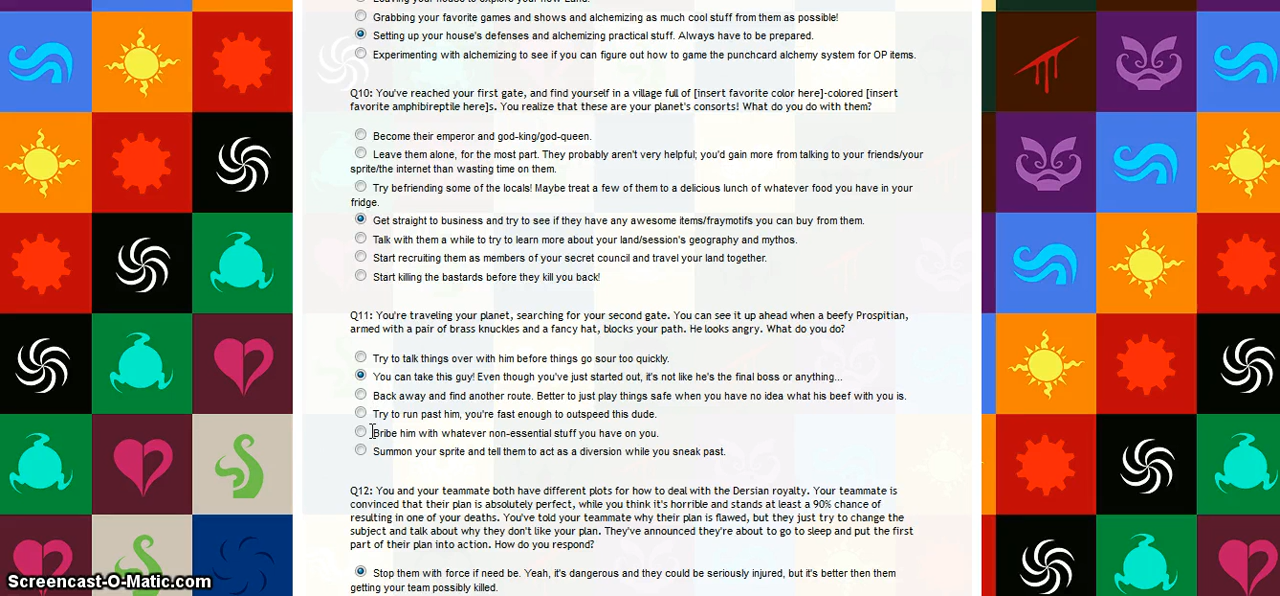 Grabbing your favorite games and shows and alchemizing as much cool stuff from them as possible!
Setting up your house's defenses and alchemizing practical stuff. Always have to be prepared.
Experimenting with alchemizing to see if you can figure out how to game the punchcard alchemy system for OP items.
Q10: You've reached your first gate, and find yourself in a village full of [insert favorite color here]-colored [insert
favorite amphibireptile here]s. You realize that these are your planet's consorts! What do you do with them?
Become their emperor and god-king/god-queen.
Leave them alone, for the most part. They probably aren't very helpful; you'd gain more from talking to your friends/your
sprite/the internet than wasting time on them.
Try befriending some of the locals! Maybe treat a few of them to a delicious lunch of whatever food you have in your
fridge.
Get straight to business and try to see if they have any awesome items/fraymotifs you can buy from them.
Talk with them a while to try to learn more about your land/session's geography and mythos.
Start recruiting them as members of your secret council and travel your land together.
Start killing the bastards before they kill you back!
Q11: You're traveling your planet, searching for your second gate. You can see it up ahead when a beefy Prospitian,
armed with a pair of brass knuckles and a fancy hat, blocks your path. He looks angry. What do you do?
Try to talk things over with him before things go sour too quickly.
You can take this guy! Even though you've just started out, it's not like he's the final boss or anything...
Back away and find another route. Better to just play things safe when you have no idea what his beef with you is.
Try to run past him, you're fast enough to outspeed this dude.
Bribe him with whatever non-essential stuff you have on you.
Summon your sprite and tell them to act as a diversion while you sneak past.
Q12: You and your teammate both have different plots for how to deal with the Dersian royalty. Your teammate is
convinced that their plan is absolutely perfect, while you think it's horrible and stands at least a 90% chance of
resulting in one of your deaths. You've told your teammate why their plan is flawed, but they just try to change the
subject and talk about why they don't like your plan. They've announced they're about to go to sleep and put the first
part of their plan into action. How do you respond?
Stop them with force if need be. Yeah, it's dangerous and they could be seriously injured, but it's better then them
getting your team possibly killed.
Screencast-O-Matic.com